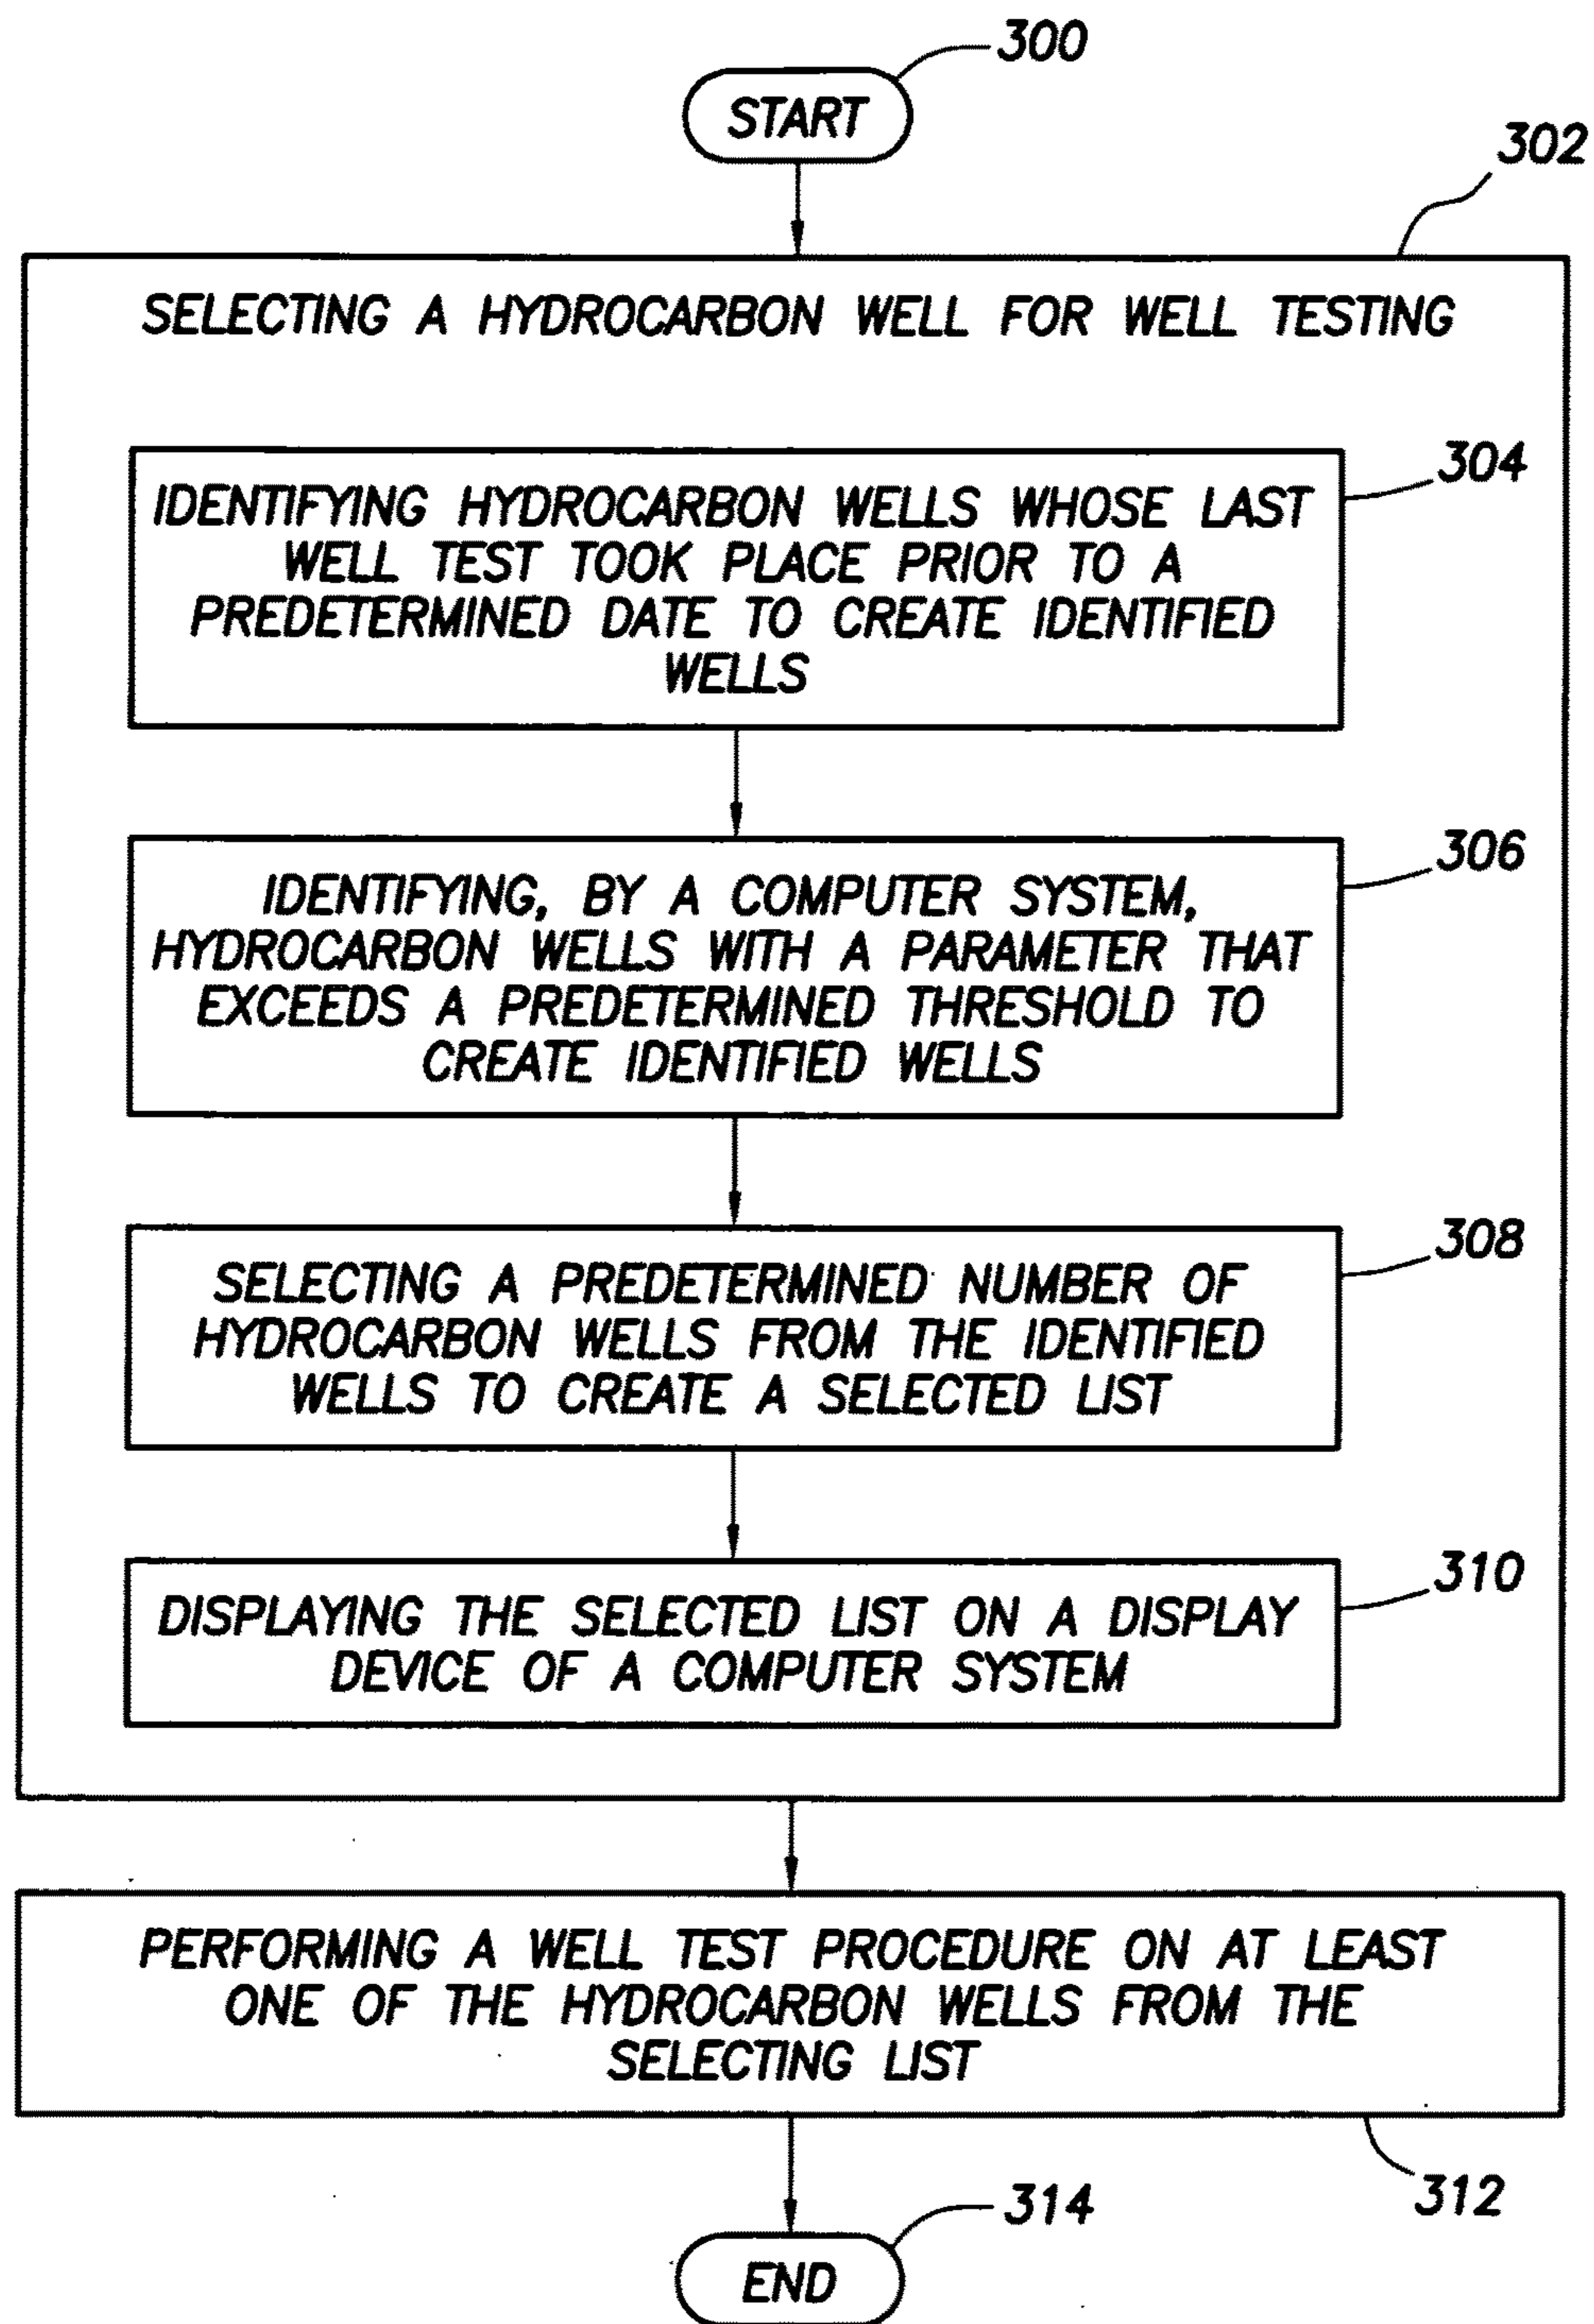 300
START
302
SELECTING A HYDROCARBON WELL FOR WELL TESTING
304
IDENTIFYING HYDROCARBON WELLS WHOSE LAST
WELL TEST TOOK PLACE PRIOR TO A
PREDETERMINED DATE TO CREATE IDENTIFIED
WELLS
306
IDENTIFYING, BY A COMPUTER SYSTEM,
HYDROCARBON WELLS WITH A PARAMETER THAT
EXCEEDS A PREDETERMINED THRESHOLD TO
CREATE IDENTIFIED WELLS
308
SELECTING A PREDETERMINED NUMBER OF
HYDROCARBON WELLS FROM THE IDENTIFIED
WELLS TO CREATE A SELECTED LIST
310
DISPLAYING THE SELECTED LIST ON A DISPLAY
DEVICE OF A COMPUTER SYSTEM
PERFORMING A WELL TEST PROCEDURE ON AT LEAST
ONE OF THE HYDROCARBON WELLS FROM THE
SELECTING LIST
312
314
END